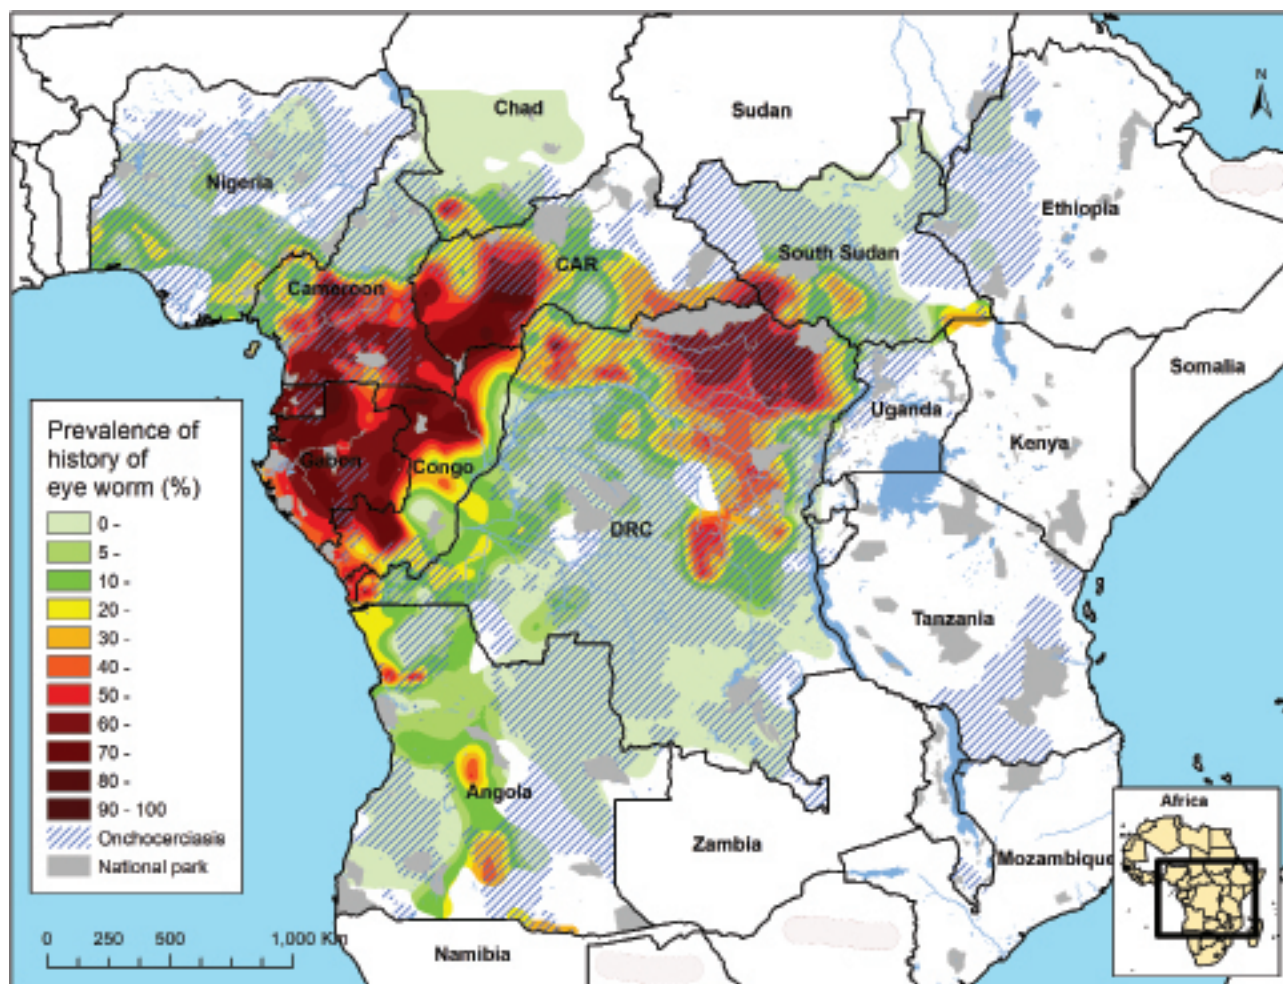 Chad
Sudan
N
Nigeria
Ethiopia
South Sudan
CAR
Cameroon
Somalia
Uganda
Kenya
Prevalence of
history of
eye worm (%)
Gabon
Congo
0 -
5 -
10 -
20 -
30 -
40 -
50 -
60 -
70 -
80 -
90 - 100
Onchocerciasis
National park
DRC
Tanzania
Angola
Africa
Zambia
Mozambique
0 250 500 1,000 Km
Namibia